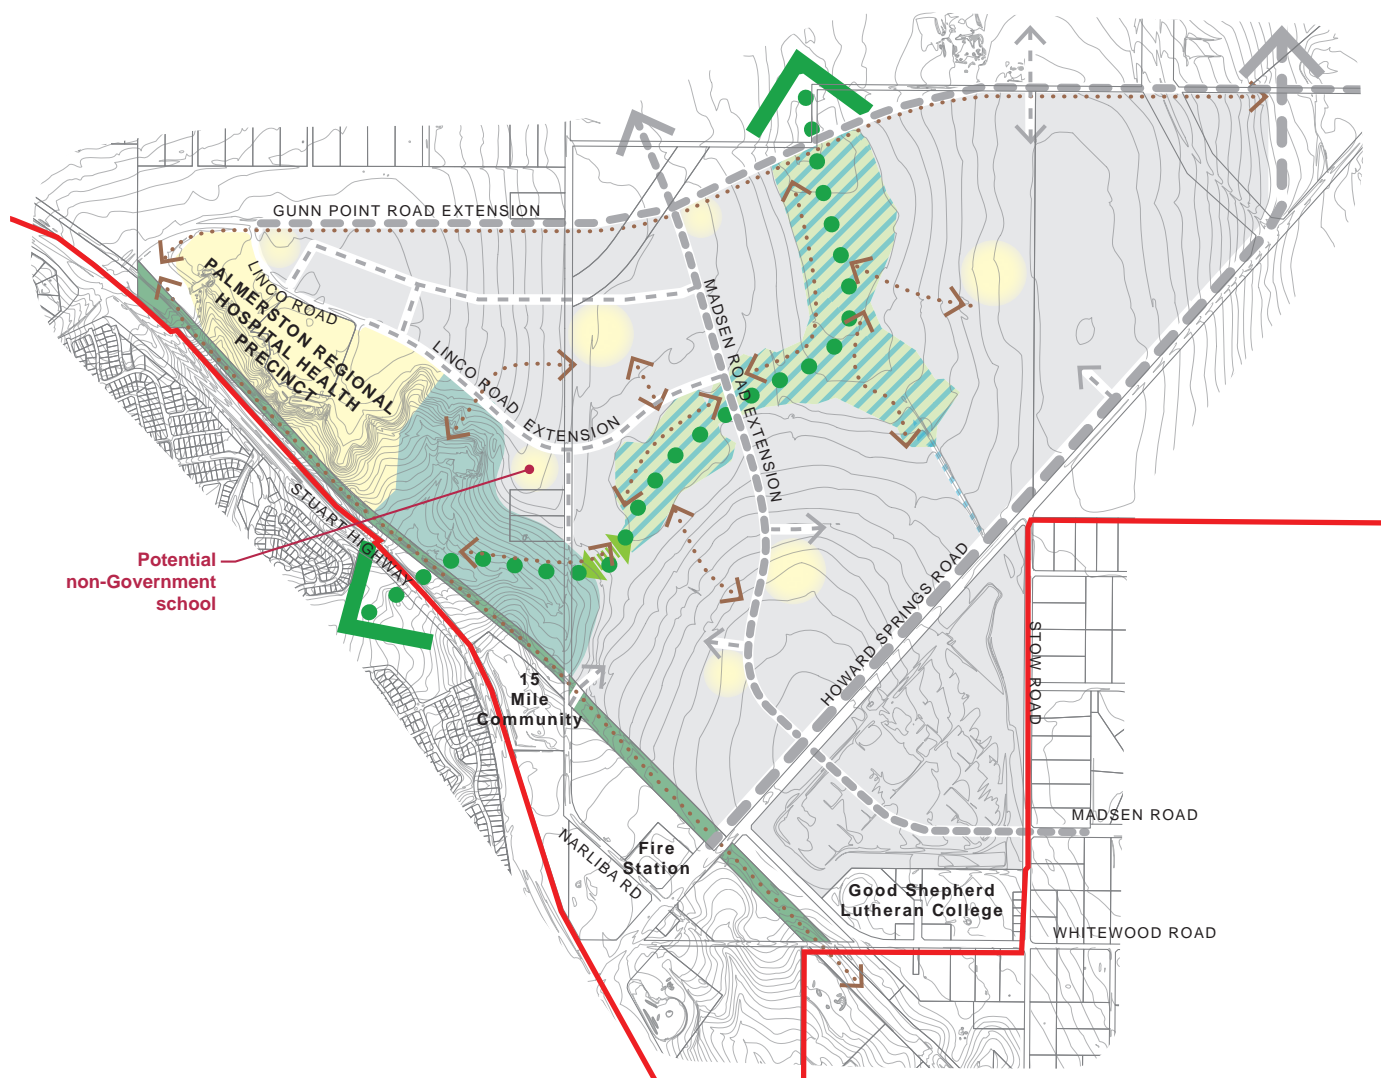 GUNN POINT ROAD EXTENSION
LINCO ROAD
PALMERSTON REGIONAL
HOSPITAL HEALTH
PRECINCT
LINCO ROAD EXTENSION
MADSEN ROAD EXTENSION
STUART HIGHWAY
Potential
non-Government
school
HOWARD SPRINGS ROAD
STOW ROAD
15
Mile
Community
MADSEN ROAD
NARLIBA RD
Fire
Station
Good Shepherd
Lutheran College
WHITEWOOD ROAD